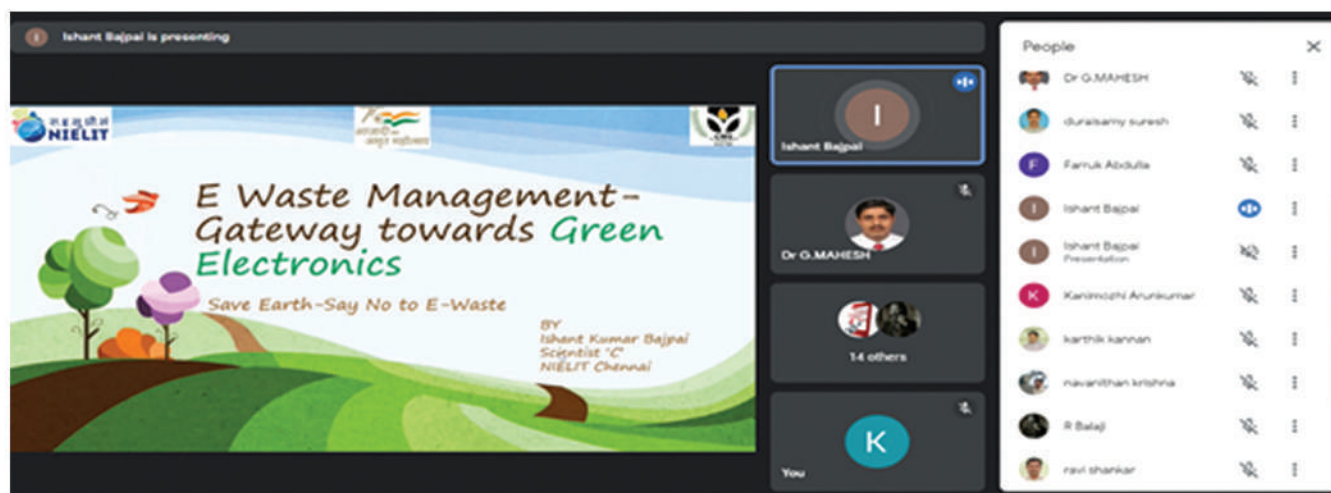 I
Ishant Bajpai is presenting
NIELIT
E Waste Management-
Gateway towards Green
Electronics
Save Earth-Say No to E-Waste
BY
Ishant Kumar Bajpai
Scientist "C"
NIELIT Chennai
I
Ishant Bajpai
Dr G.MAHESH
14 others
K
You
People
Dr G.MAHESH
duraisamy suresh
F
Farruk Abdulla
I
Ishant Bajpai
I
Ishant Bajpai
Presentation
K
Kanimozhi Arunkumar
karthik kannan
navanithan krishna
R Balaji
ravi shankar